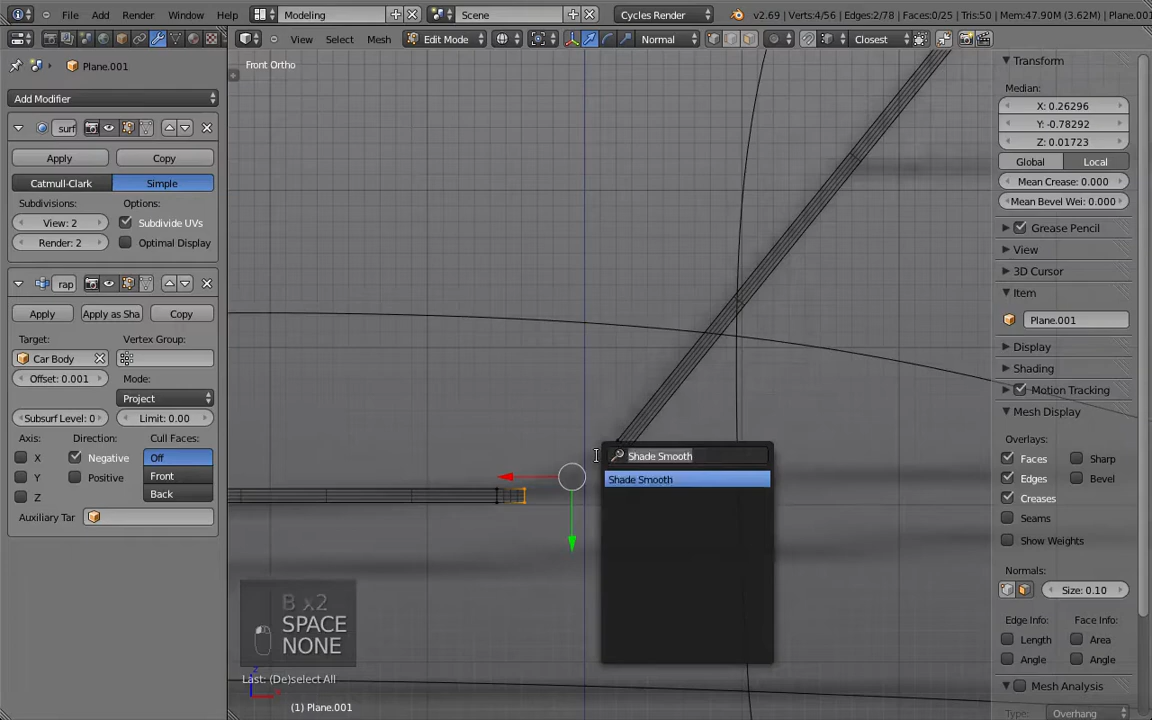 File Add Render Window Help Modeling Scene Cycles Render v2.69 | Verts:4/56 | Edges:2/78 | Faces:0/25 | Tris:50 | Mem:47.90M (3.62M) | Plane.001
View Select Mesh Edit Mode Normal Closest
Plane.001
Add Modifier
surf
Apply Copy
Catmull-Clark Simple
Subdivisions: Options:
View: 2 Subdivide UVs
Render: 2 Optimal Display
rap
Apply Apply as Sha Copy
Target: Vertex Group:
Car Body
Offset: 0.001 Mode:
Project
Subsurf Level: 0 Limit: 0.00
Axis: Direction: Cull Faces:
X Negative Off
Y Positive Front
Z Back
Auxiliary Tar
Front Ortho
Shade Smooth
Shade Smooth
B x2
SPACE
NONE
Last: (De)select All
(1) Plane.001
Transform
Median:
X: 0.26296
Y: -0.78292
Z: 0.01723
Global Local
Mean Crease: 0.000
Mean Bevel Wei: 0.000
Grease Pencil
View
3D Cursor
Item
Plane.001
Display
Shading
Motion Tracking
Mesh Display
Overlays:
Faces Sharp
Edges Bevel
Creases
Seams
Show Weights
Normals:
Size: 0.10
Edge Info: Face Info:
Length Area
Angle Angle
Mesh Analysis
Type: Overhang